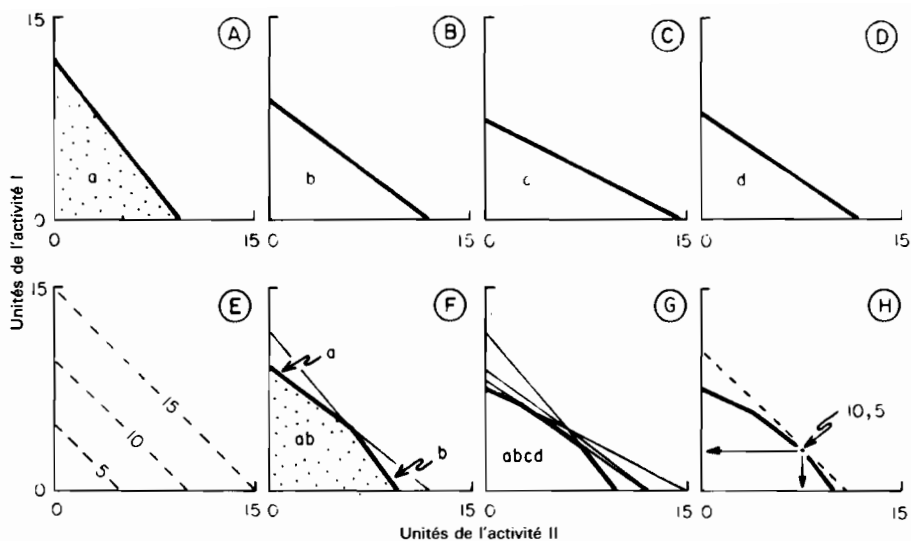 15
A
B
C
D
a
b
c
d
0
0 15 0 15 0 15 0 15
Unités de l'activité I
15
E
F
G
H
a
15
10
5
ab
b
abcd
10,5
0
0 15 0 15 0 15 0 15
Unités de l'activité II